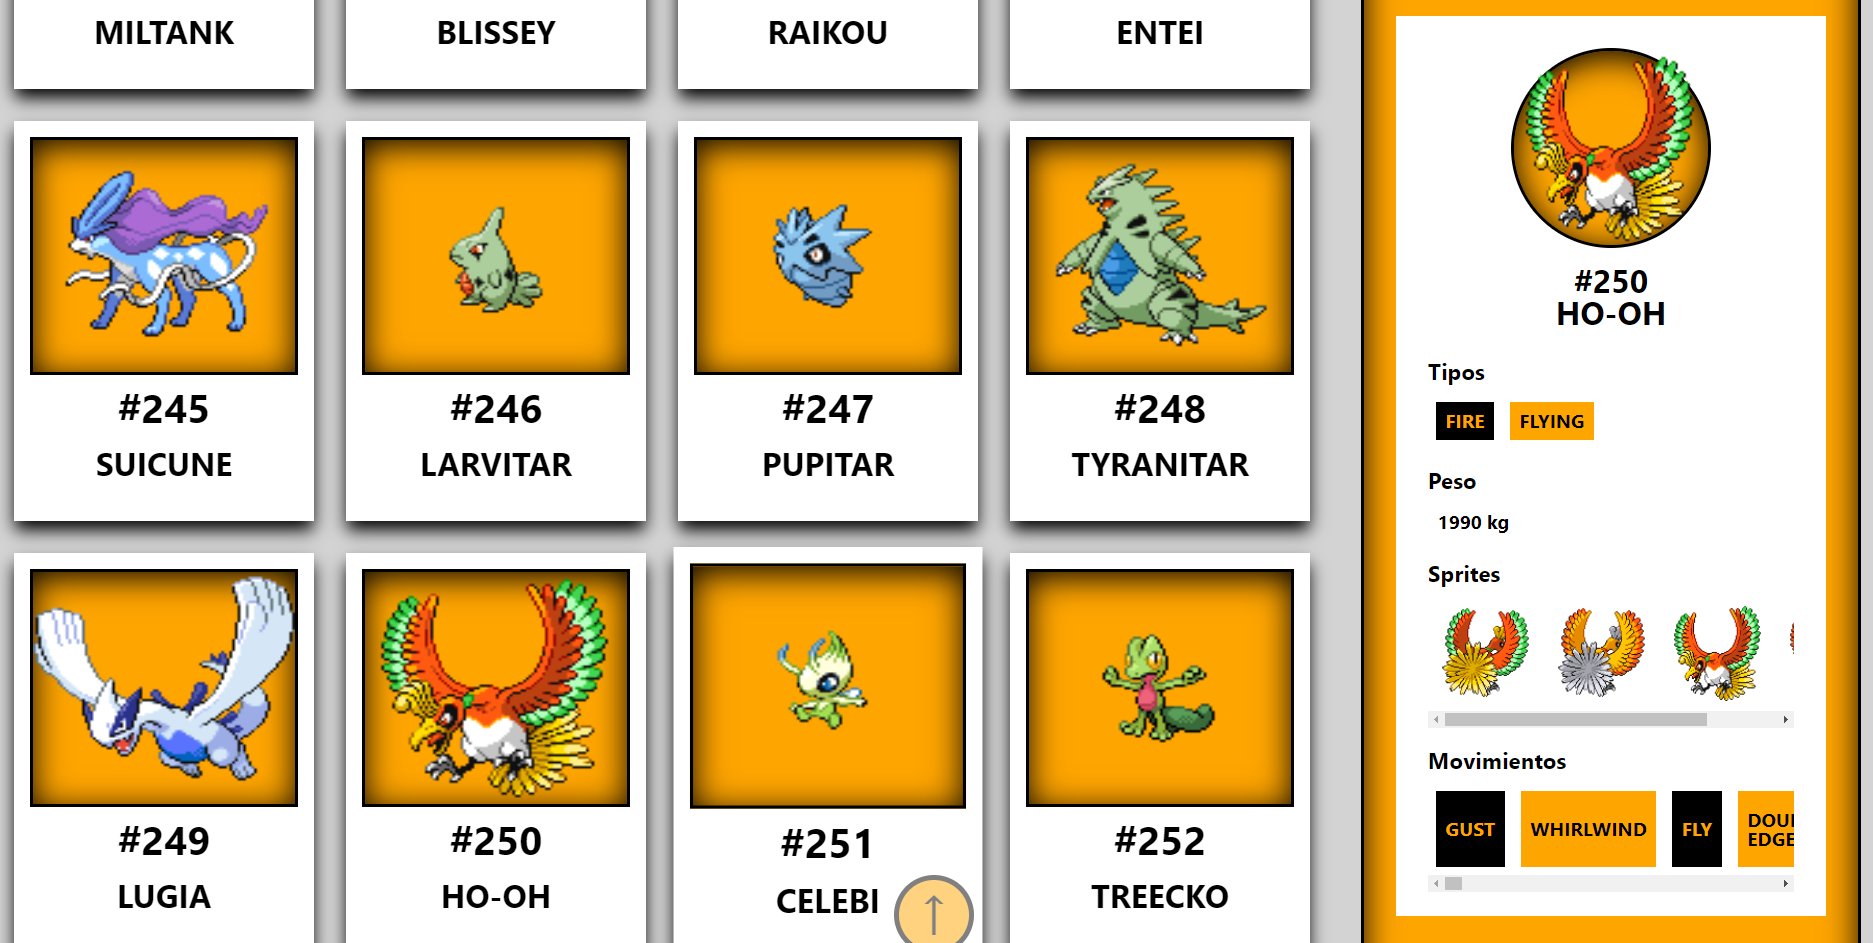 MILTANK
BLISSEY
RAIKOU
ENTEI
#245
SUICUNE
#246
LARVITAR
#247
PUPITAR
#248
TYRANITAR
#249
LUGIA
#250
HO-OH
#251
CELEBI
↑
#252
TREECKO
#250
HO-OH
Tipos
FIRE
FLYING
Peso
1990 kg
Sprites
Movimientos
GUST
WHIRLWIND
FLY
EDGE